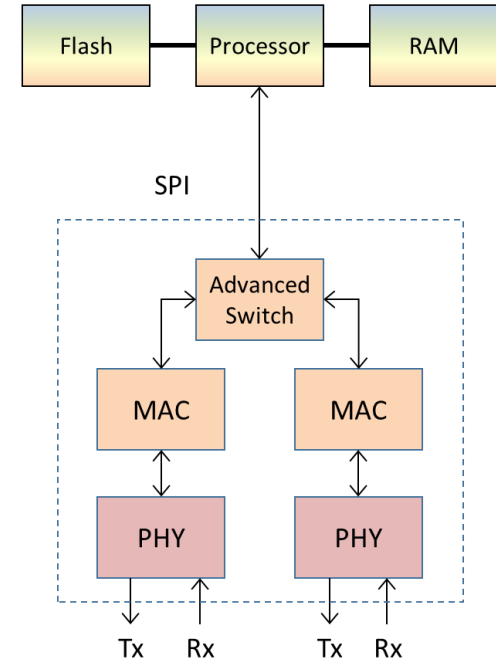 Flash
Processor
RAM
SPI
Advanced
Switch
MAC
MAC
PHY
PHY
Tx
Rx
Tx
Rx